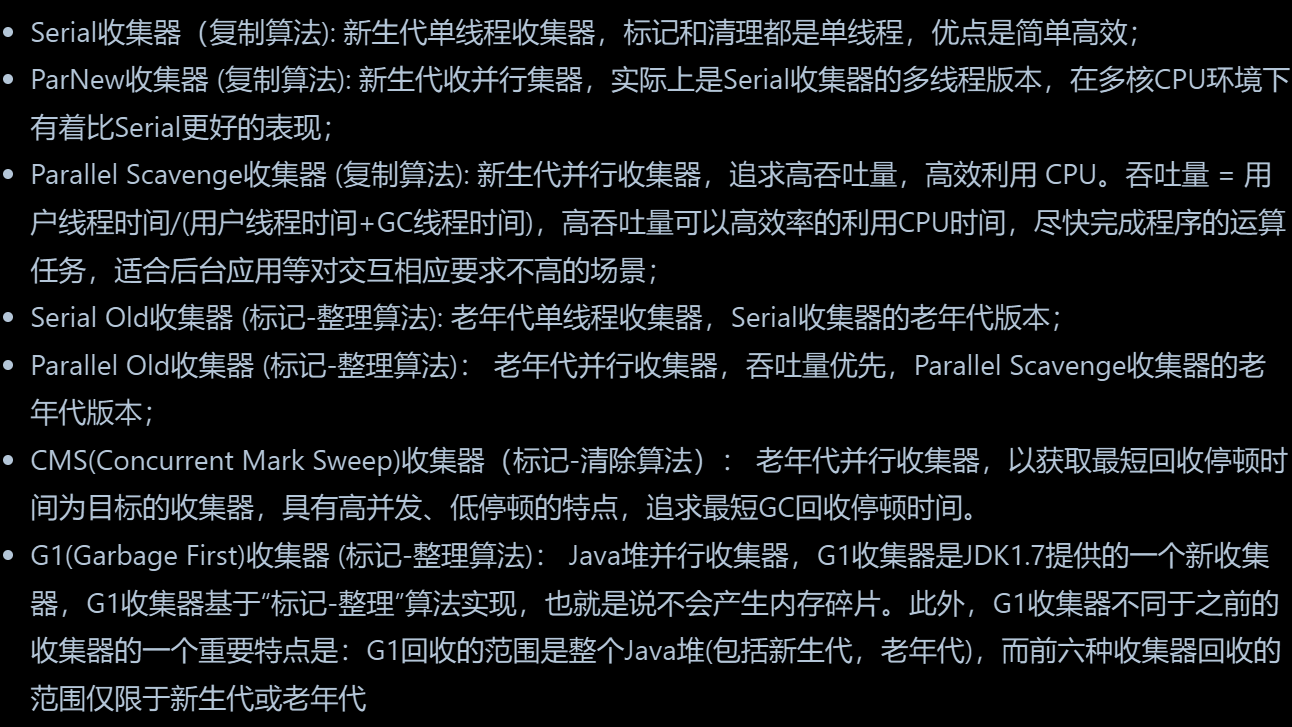 Serial收集器（复制算法): 新生代单线程收集器，标记和清理都是单线程，优点是简单高效；
ParNew收集器 (复制算法): 新生代收并行集器，实际上是Serial收集器的多线程版本，在多核CPU环境下
有着比Serial更好的表现；
Parallel Scavenge收集器 (复制算法): 新生代并行收集器，追求高吞吐量，高效利用 CPU。吞吐量 = 用
户线程时间/(用户线程时间+GC线程时间)，高吞吐量可以高效率的利用CPU时间，尽快完成程序的运算
任务，适合后台应用等对交互相应要求不高的场景；
Serial Old收集器 (标记-整理算法): 老年代单线程收集器，Serial收集器的老年代版本；
Parallel Old收集器 (标记-整理算法)： 老年代并行收集器，吞吐量优先，Parallel Scavenge收集器的老
年代版本；
CMS(Concurrent Mark Sweep)收集器（标记-清除算法）： 老年代并行收集器，以获取最短回收停顿时
间为目标的收集器，具有高并发、低停顿的特点，追求最短GC回收停顿时间。
G1(Garbage First)收集器 (标记-整理算法)： Java堆并行收集器，G1收集器是JDK1.7提供的一个新收集
器，G1收集器基于“标记-整理”算法实现，也就是说不会产生内存碎片。此外，G1收集器不同于之前的
收集器的一个重要特点是：G1回收的范围是整个Java堆(包括新生代，老年代)，而前六种收集器回收的
范围仅限于新生代或老年代